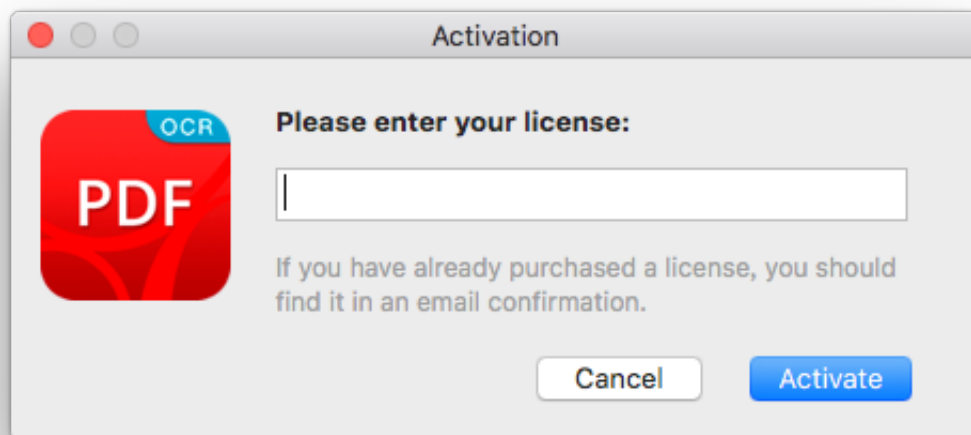 Activation
OCR
PDF
Please enter your license:
If you have already purchased a license, you should
find it in an email confirmation.
Cancel
Activate